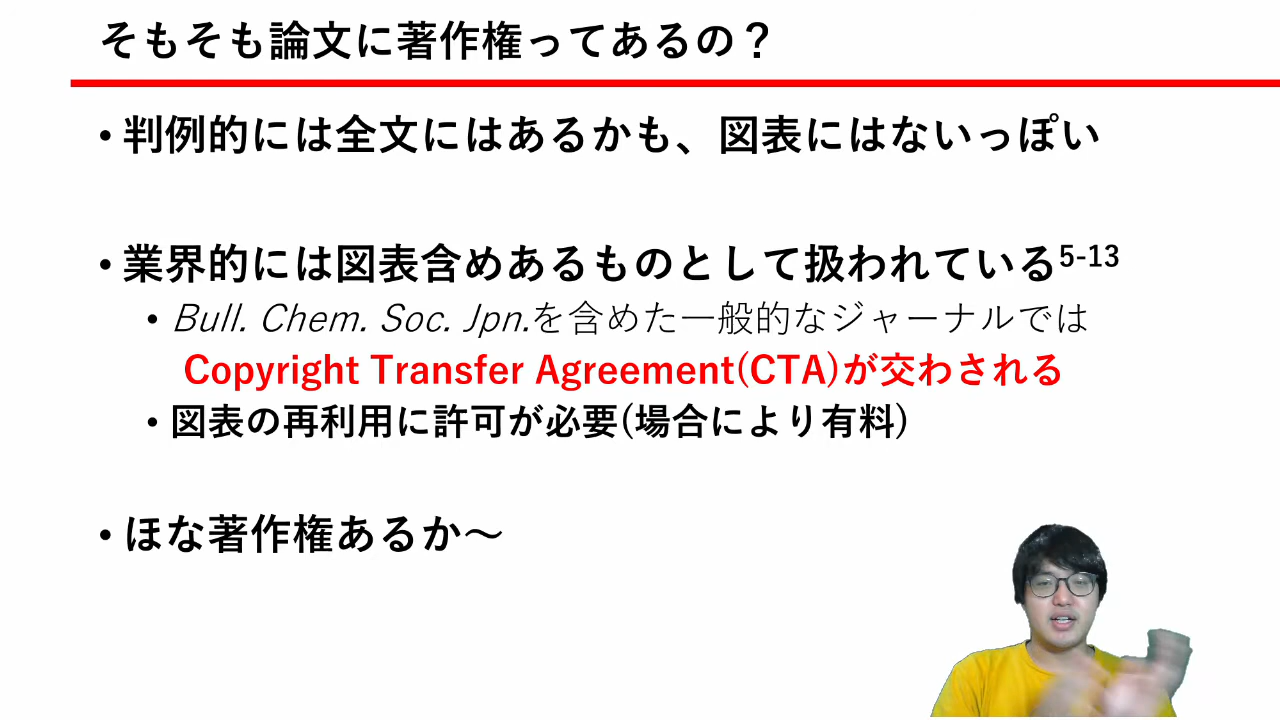 そもそも論文に著作権ってあるの？
• 判例的には全文にはあるかも、図表にはないっぽい
• 業界的には図表含めあるものとして扱われている5-13
• Bull. Chem. Soc. Jpn.を含めた一般的なジャーナルでは
Copyright Transfer Agreement(CTA)が交わされる
• 図表の再利用に許可が必要(場合により有料)
• ほな著作権あるか～